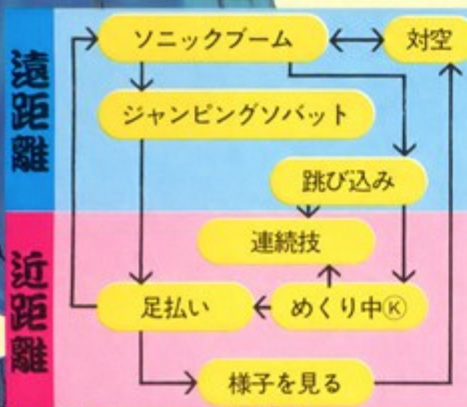 遠距離
ソニックブーム
対空
ジャンピングソバット
跳び込み
近距離
連続技
足払い
めくり中Ⓚ
様子を見る